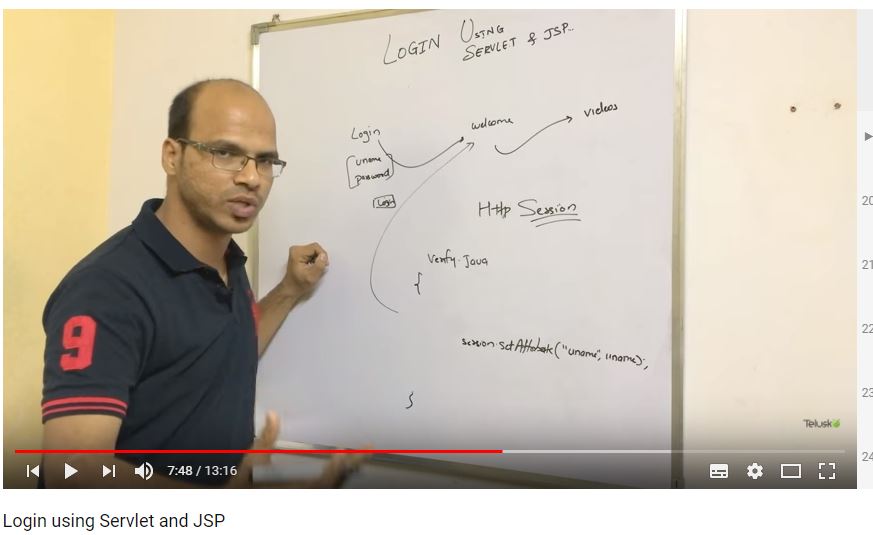 LOGIN USING
SERVLET & JSP..
Login
welcome
videos
uname
password
Login
Http Session
Verify.Java
{
session.setAttribute("uname", uname);
}
9
Telusko
7:48 / 13:16
20
21
22
23
24
Login using Servlet and JSP